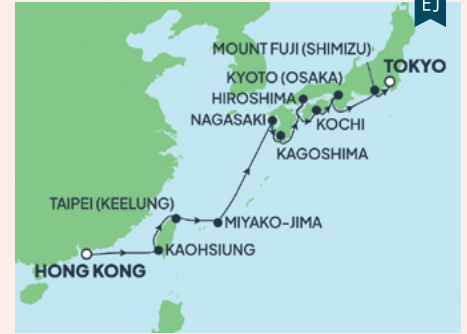 EJ
MOUNT FUJI (SHIMIZU)
TOKYO
KYOTO (OSAKA)
HIROSHIMA
NAGASAKI
KOCHI
KAGOSHIMA
TAIPEI (KEELUNG)
MIYAKO-JIMA
KAOHSIUNG
HONG KONG